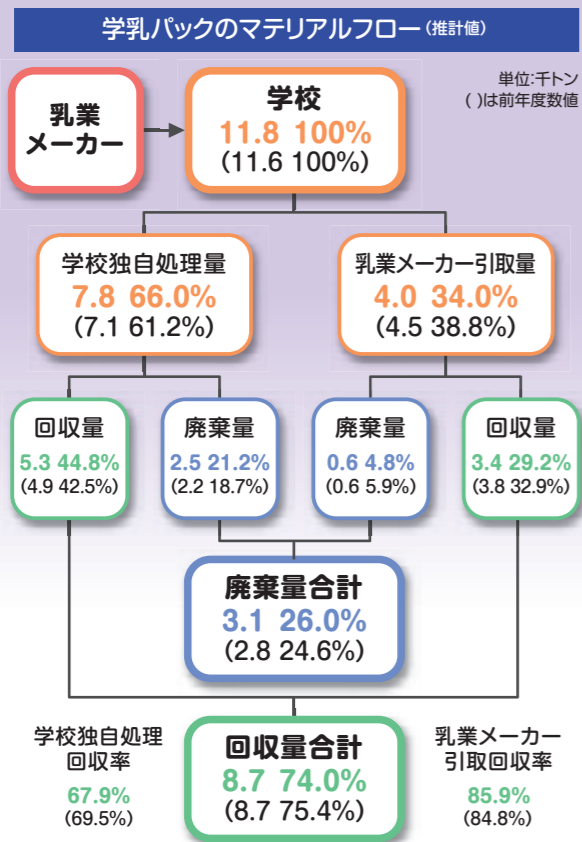 学乳パックのマテリアルフロー(推計値)
単位:千トン
( )は前年度数値
乳業
メーカー
学校
11.8 100%
(11.6 100%)
学校独自処理量
7.8 66.0%
(7.1 61.2%)
乳業メーカー引取量
4.0 34.0%
(4.5 38.8%)
回収量
5.3 44.8%
(4.9 42.5%)
廃棄量
2.5 21.2%
(2.2 18.7%)
廃棄量
0.6 4.8%
(0.6 5.9%)
回収量
3.4 29.2%
(3.8 32.9%)
廃棄量合計
3.1 26.0%
(2.8 24.6%)
学校独自処理
回収率
67.9%
(69.5%)
回収量合計
8.7 74.0%
(8.7 75.4%)
乳業メーカー
引取回収率
85.9%
(84.8%)